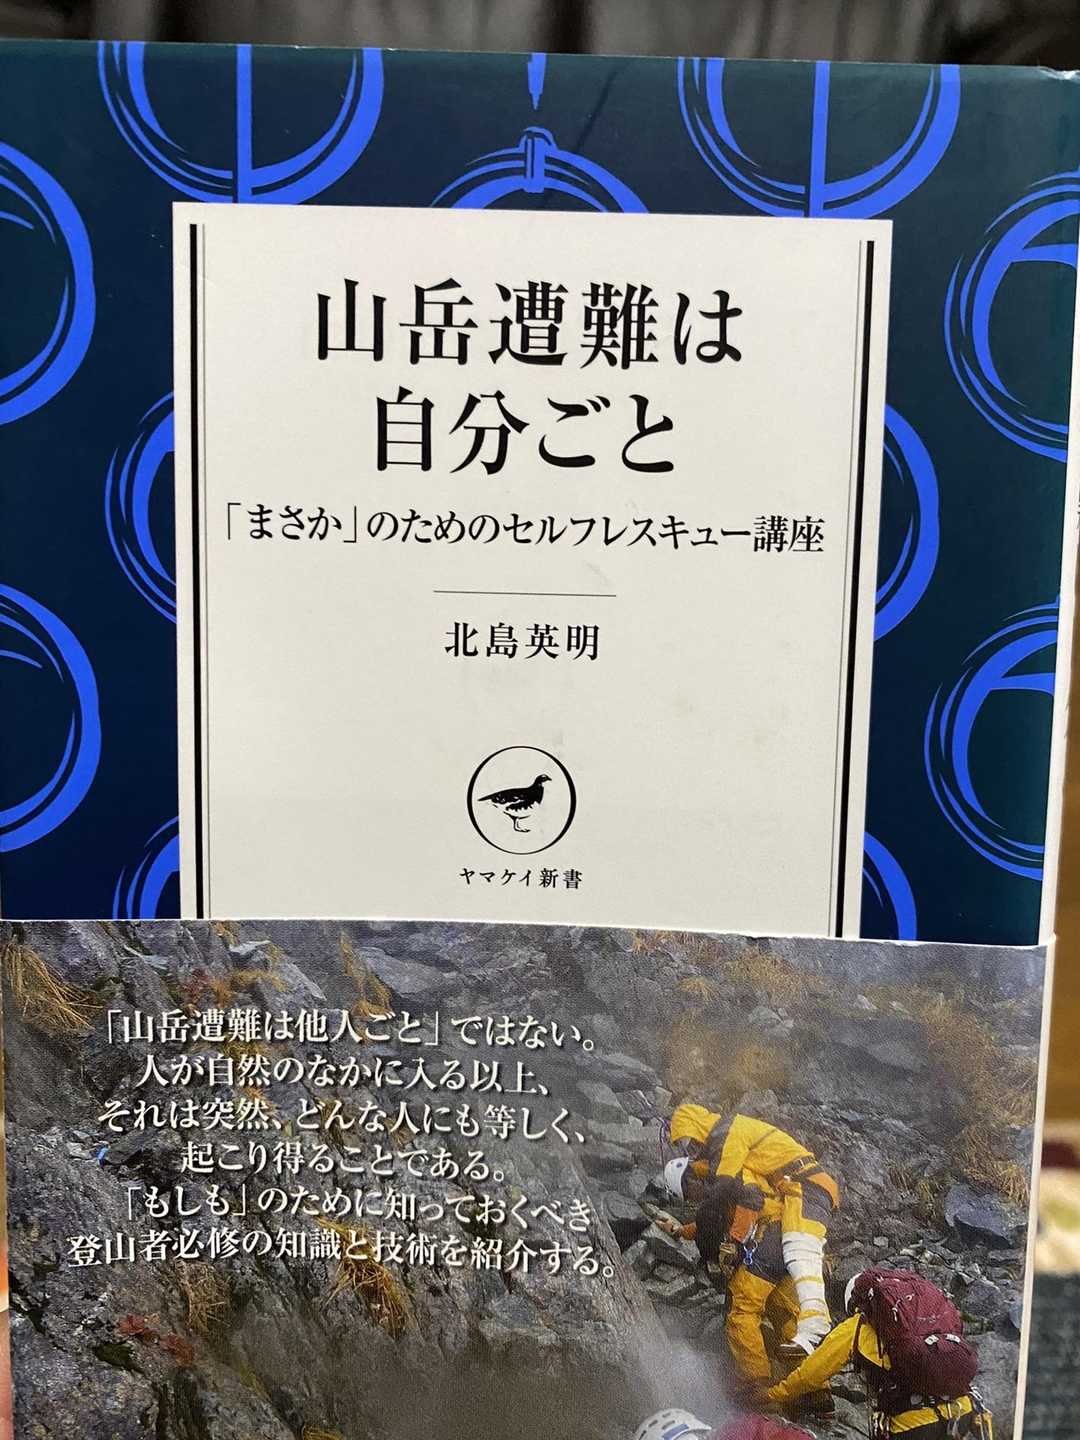 山岳遭難は
自分ごと
「まさか」のためのセルフレスキュー講座
北島英明
ヤマケイ新書
「山岳遭難は他人ごと」ではない。
人が自然のなかに入る以上、
それは突然、どんな人にも等しく、
起こり得ることである。
「もしも」のために知っておくべき
登山者必修の知識と技術を紹介する。